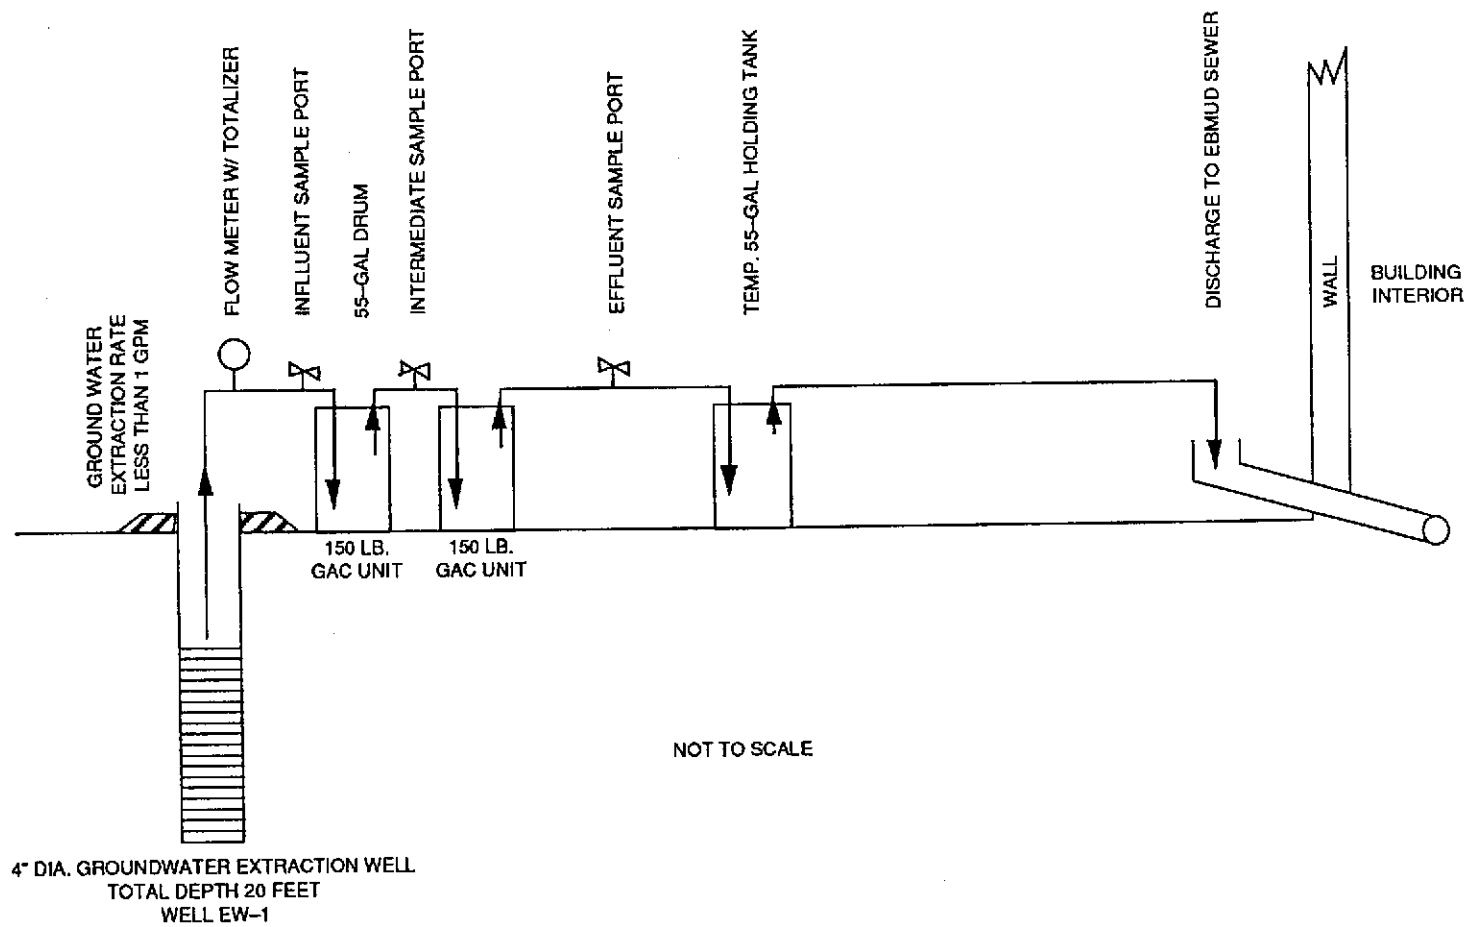 FLOW METER W/ TOTALIZER
INFLUENT SAMPLE PORT
55-GAL DRUM
INTERMEDIATE SAMPLE PORT
EFFLUENT SAMPLE PORT
TEMP. 55-GAL HOLDING TANK
DISCHARGE TO EBMUD SEWER
WALL
BUILDING
INTERIOR
GROUND WATER
EXTRACTION RATE
LESS THAN 1 GPM
150 LB.
GAC UNIT
150 LB.
GAC UNIT
NOT TO SCALE
4" DIA. GROUNDWATER EXTRACTION WELL
TOTAL DEPTH 20 FEET
WELL EW-1